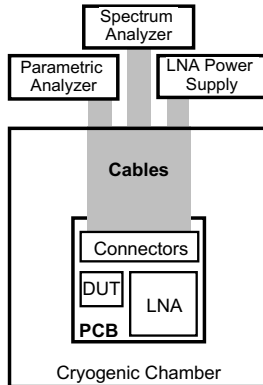 Spectrum
Analyzer
Parametric
Analyzer
LNA Power
Supply
Cables
Connectors
DUT
LNA
PCB
Cryogenic Chamber